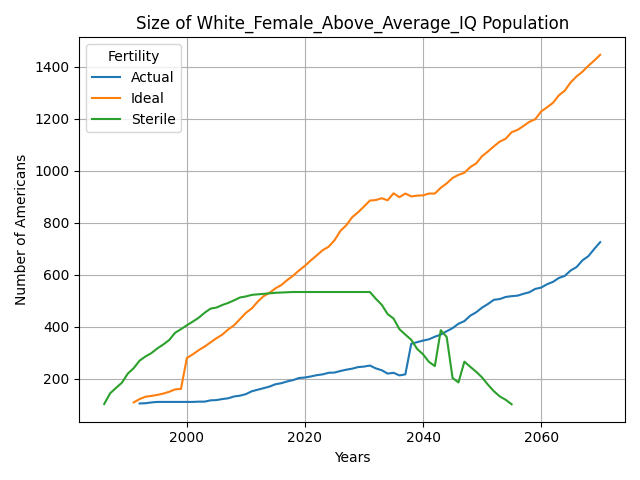 Size of White_Female_Above_Average_IQ Population
Fertility
Actual
Ideal
Sterile
Number of Americans
1400
1200
1000
800
600
400
200
2000
2020
2040
2060
Years